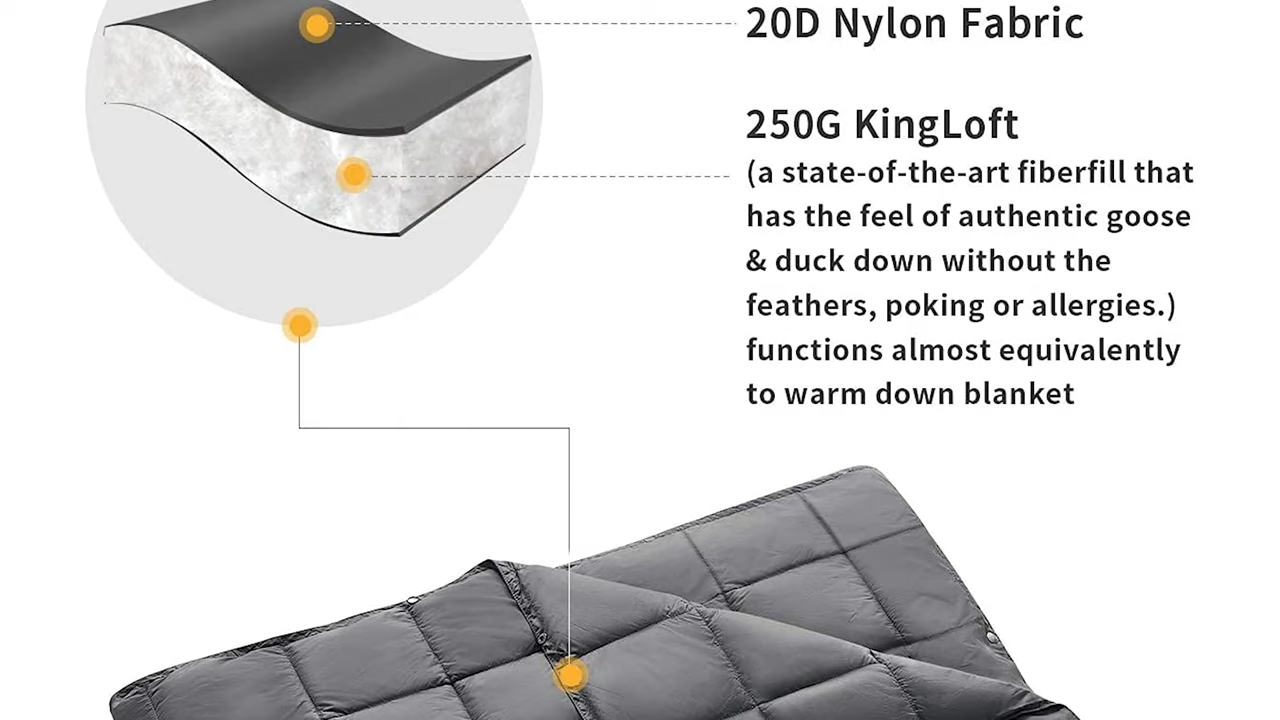 20D Nylon Fabric
250G KingLoft
(a state-of-the-art fiberfill that
has the feel of authentic goose
& duck down without the
feathers, poking or allergies.)
functions almost equivalently
to warm down blanket